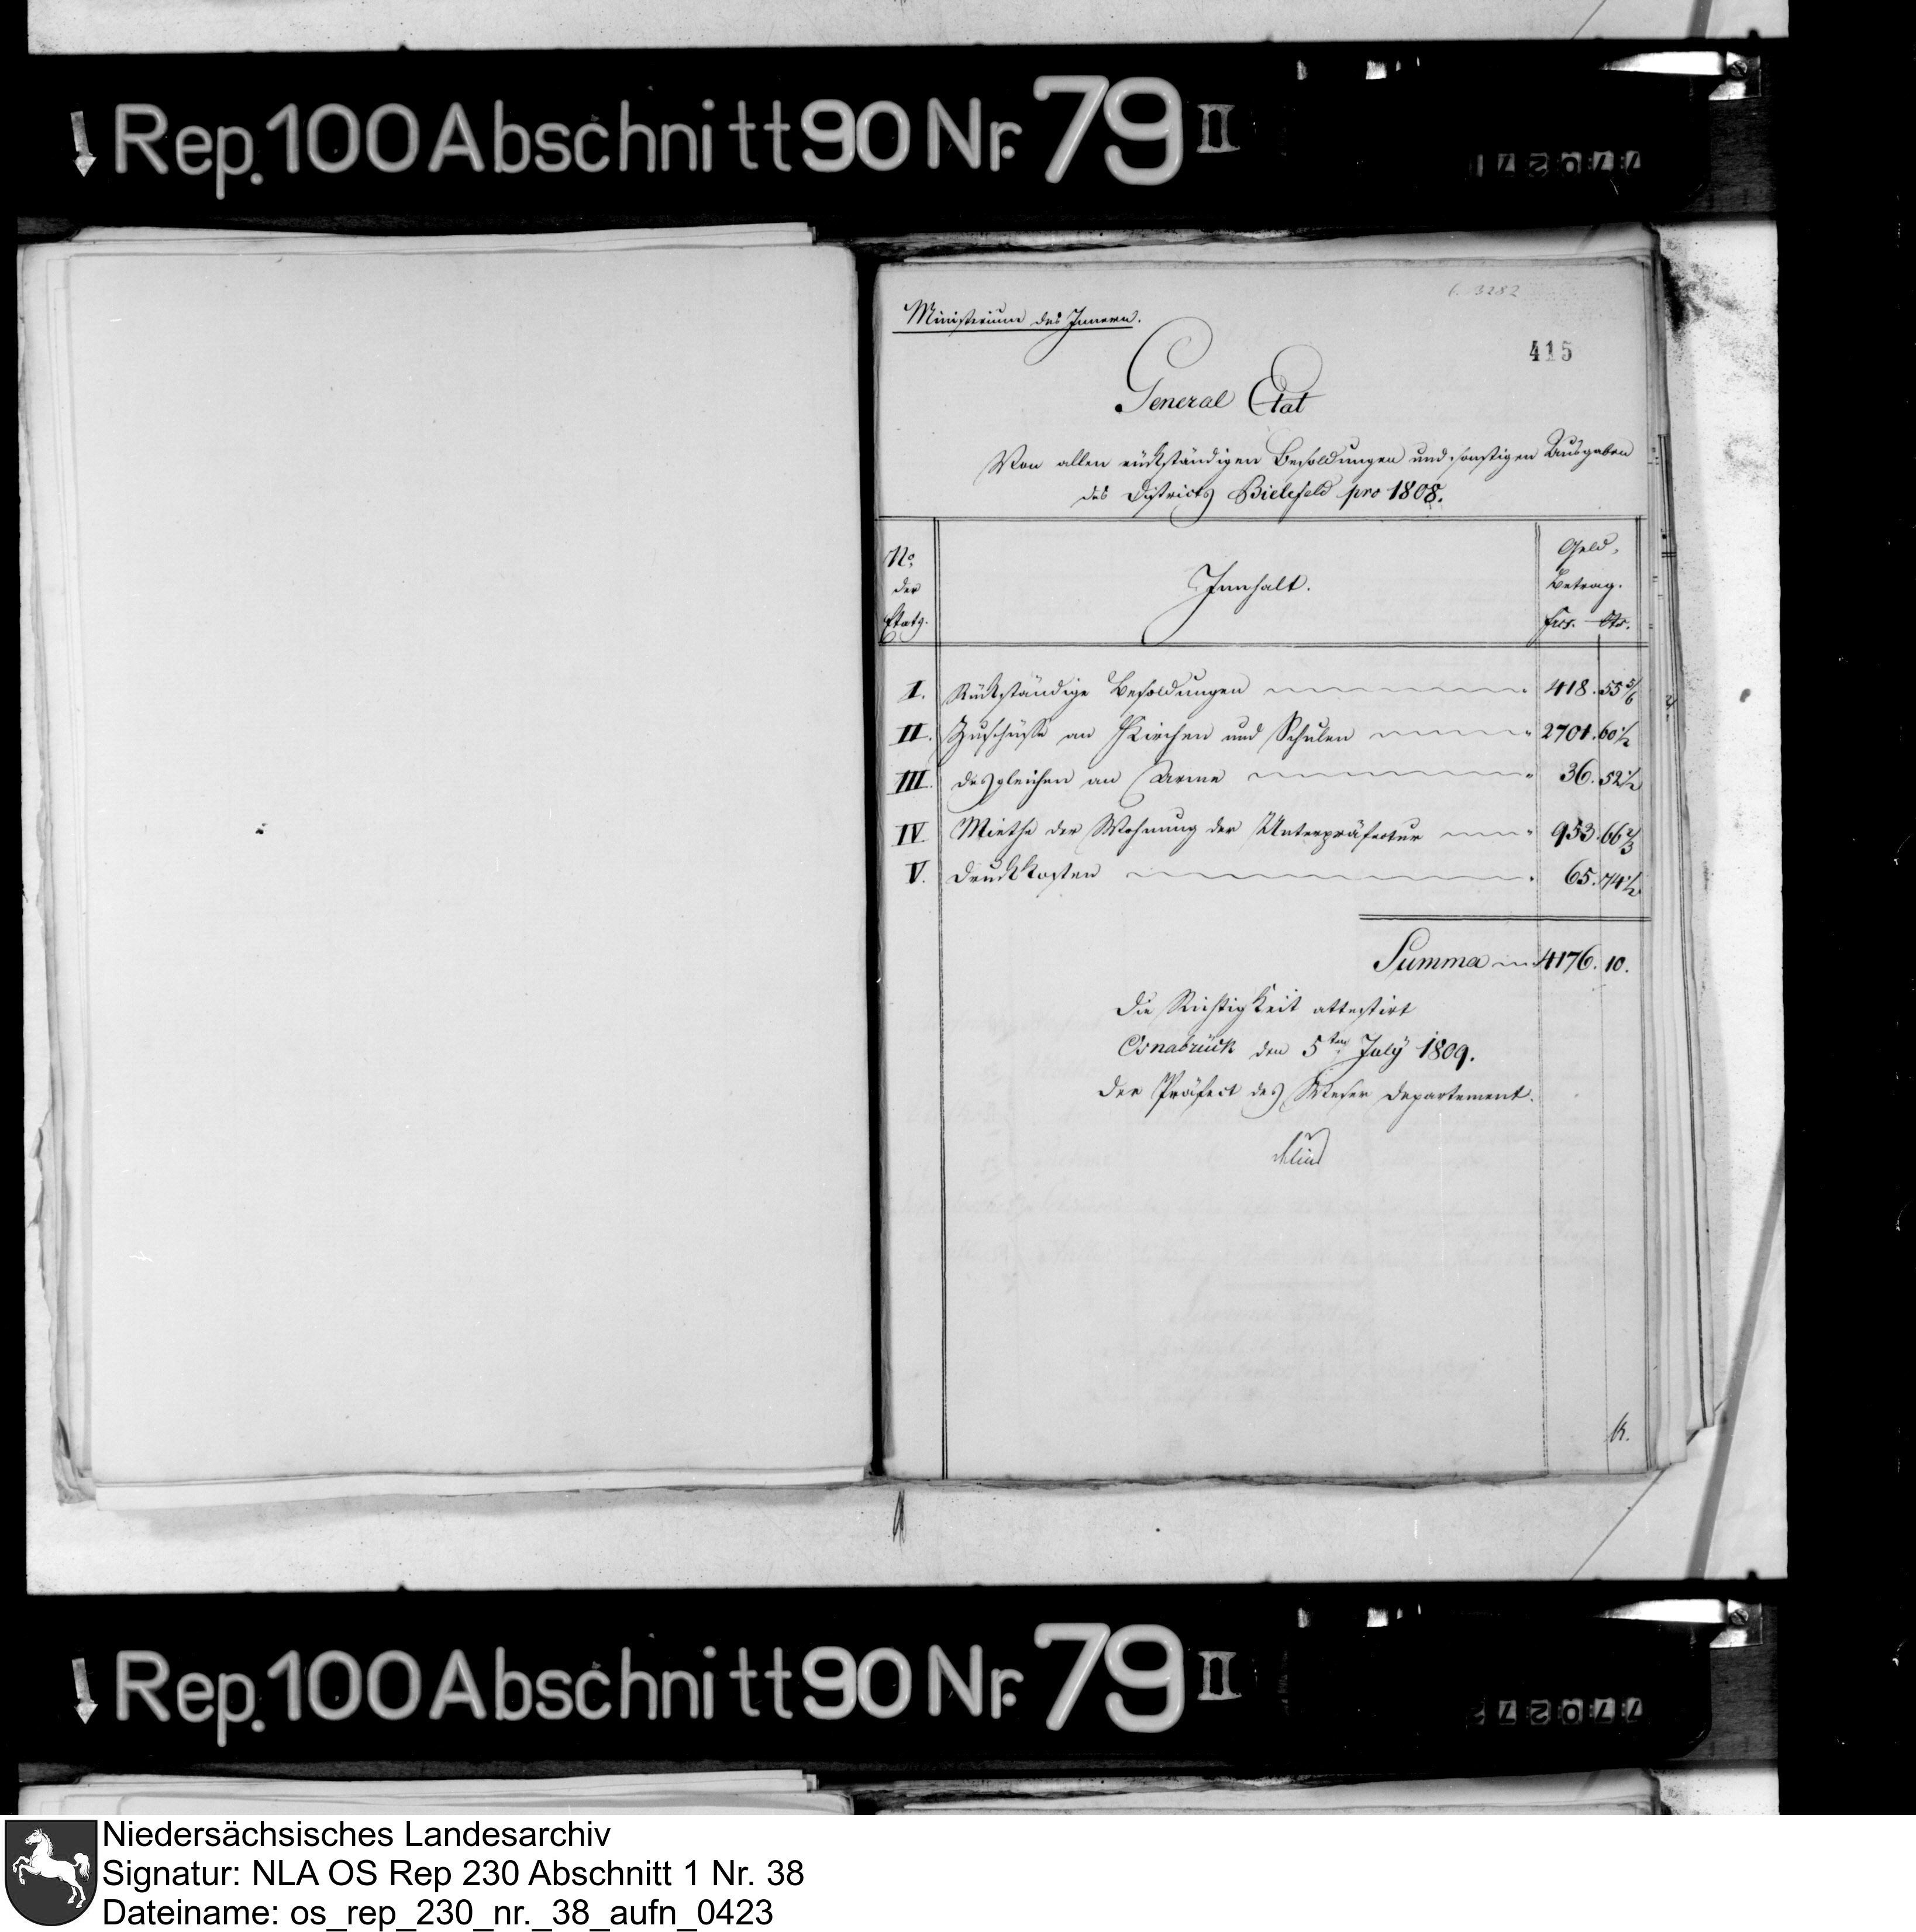 Rep. 100 Abschnitt 90 Nr. 79 II
3282
Ministerium des Innern.
415
General Etat
Von allen rückständigen Besoldungen und sonstigen Ausgaben
des Districts Bielefeld pro 1808.
No.
der
Etats.
Innhalt.
Geld,
Betrag.
frcs. Cts.
I. Rückständige Besoldungen 418. 55 5/6
II. Zuschüsse an Kirchen und Schulen 2701. 60 1/2
III. desgleichen an Arme 36. 52 1/2
IV. Miethe der Wohnung der Unterpräfectur 953. 66 2/3
V. Druckkosten 65. 74 1/2
Summa 4176. 10.
Die Richtigkeit attestirt
Osnabrück den 5ten July 1809.
Der Präfect des Weser Departement.
Rep. 100 Abschnitt 90 Nr. 79 II
Niedersächsisches Landesarchiv
Signatur: NLA OS Rep 230 Abschnitt 1 Nr. 38
Dateiname: os_rep_230_nr._38_aufn_0423